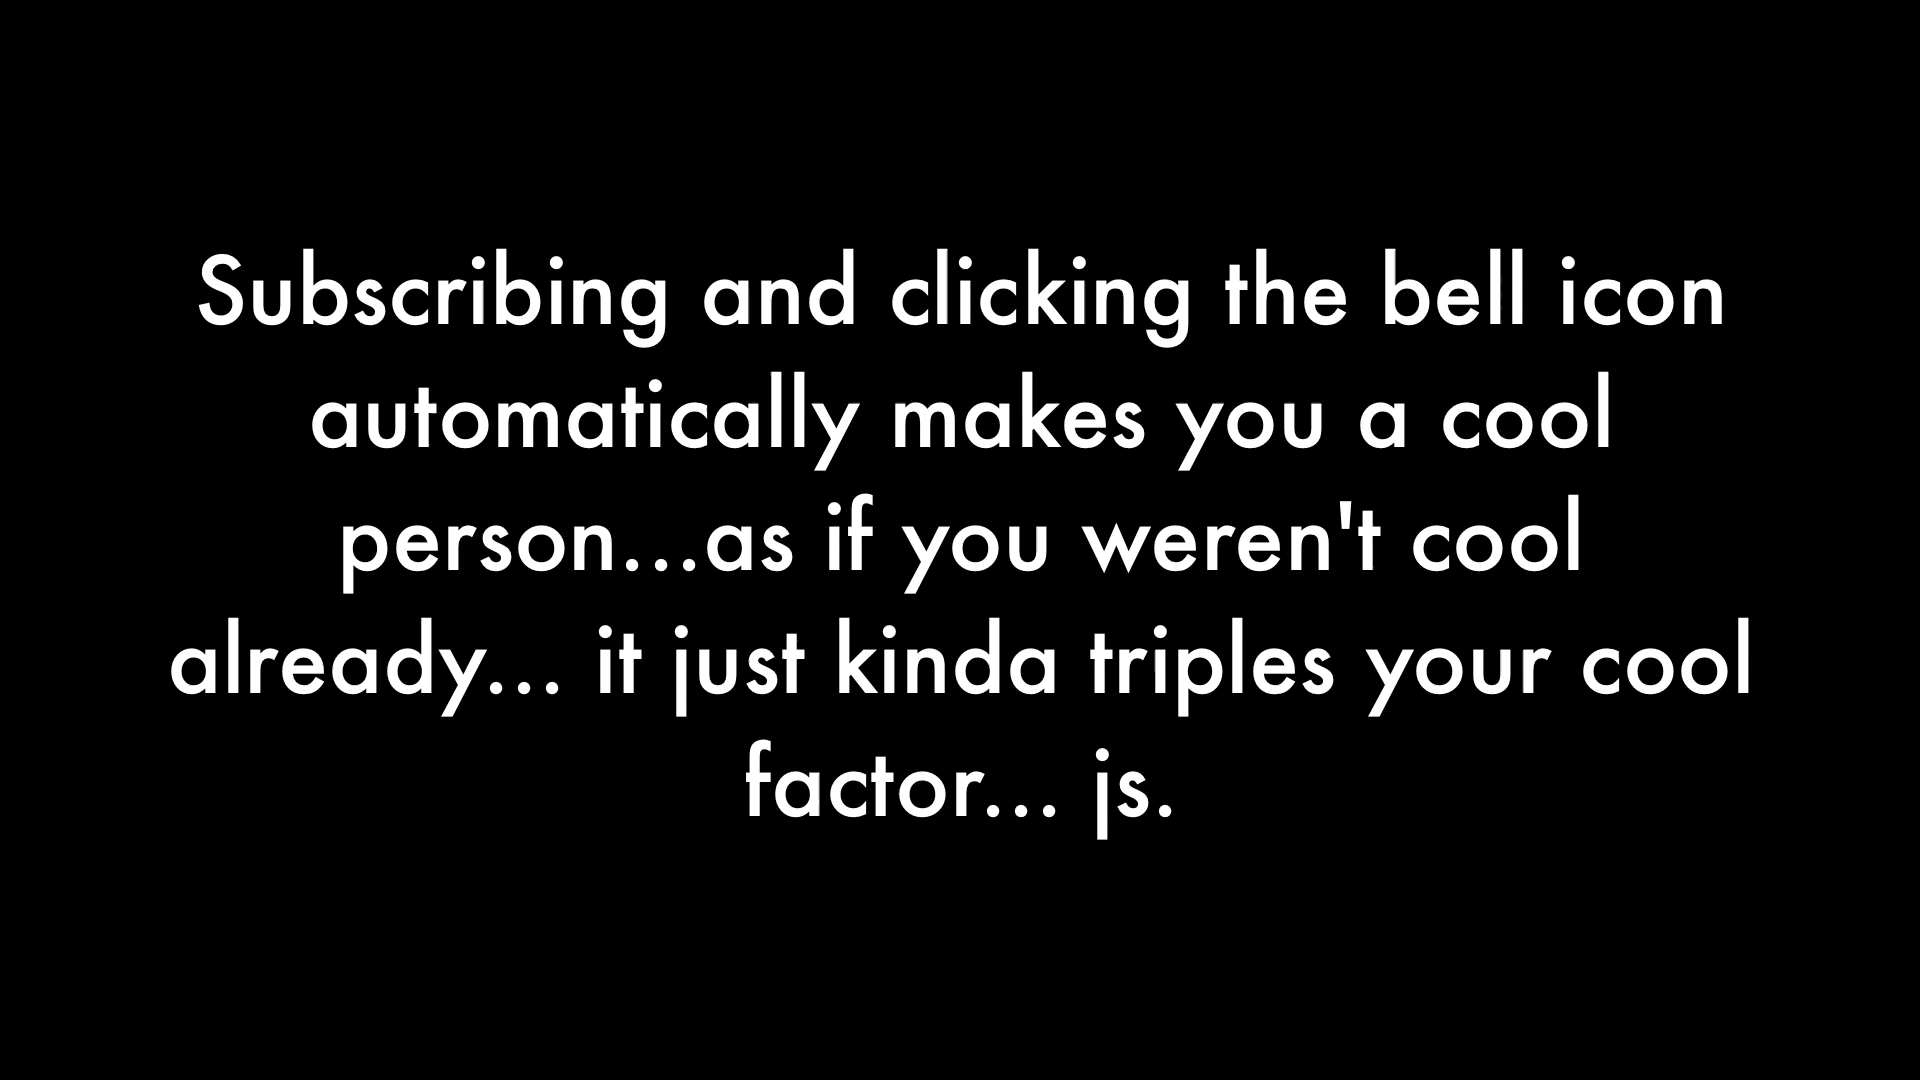 Subscribing and clicking the bell icon
automatically makes you a cool
person...as if you weren't cool
already... it just kinda triples your cool
factor... js.